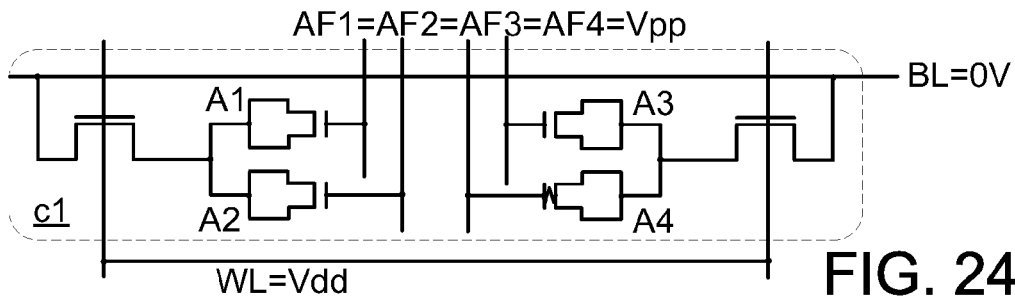 AF1=AF2=AF3=AF4=Vpp
BL=0V
A1
A3
A2
A4
c1
WL=Vdd
FIG. 24